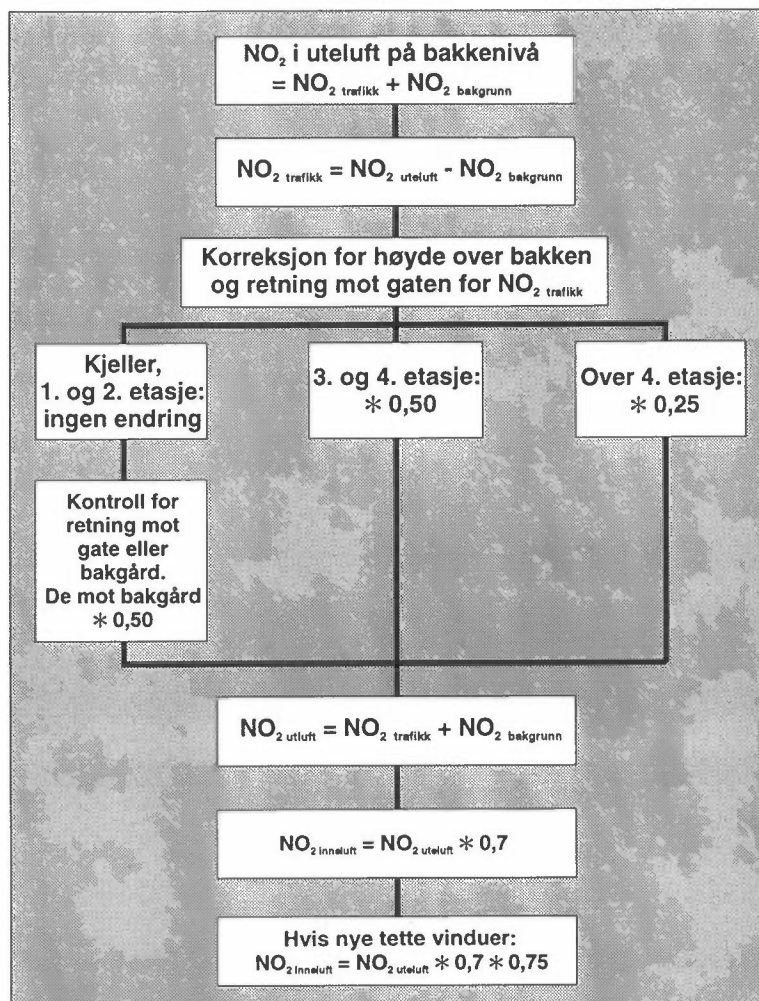 NO₂ i uteluft på bakkenivå
= NO₂ trafikk + NO₂ bakgrunn
NO₂ trafikk = NO₂ uteluft - NO₂ bakgrunn
Korreksjon for høyde over bakken
og retning mot gaten for NO₂ trafikk
Kjeller,
1. og 2. etasje:
ingen endring
3. og 4. etasje:
* 0,50
Over 4. etasje:
* 0,25
Kontroll for
retning mot
gate eller
bakgård.
De mot bakgård
* 0,50
NO₂ utluft = NO₂ trafikk + NO₂ bakgrunn
NO₂ inneluft = NO₂ uteluft * 0,7
Hvis nye tette vinduer:
NO₂ inneluft = NO₂ uteluft * 0,7 * 0,75